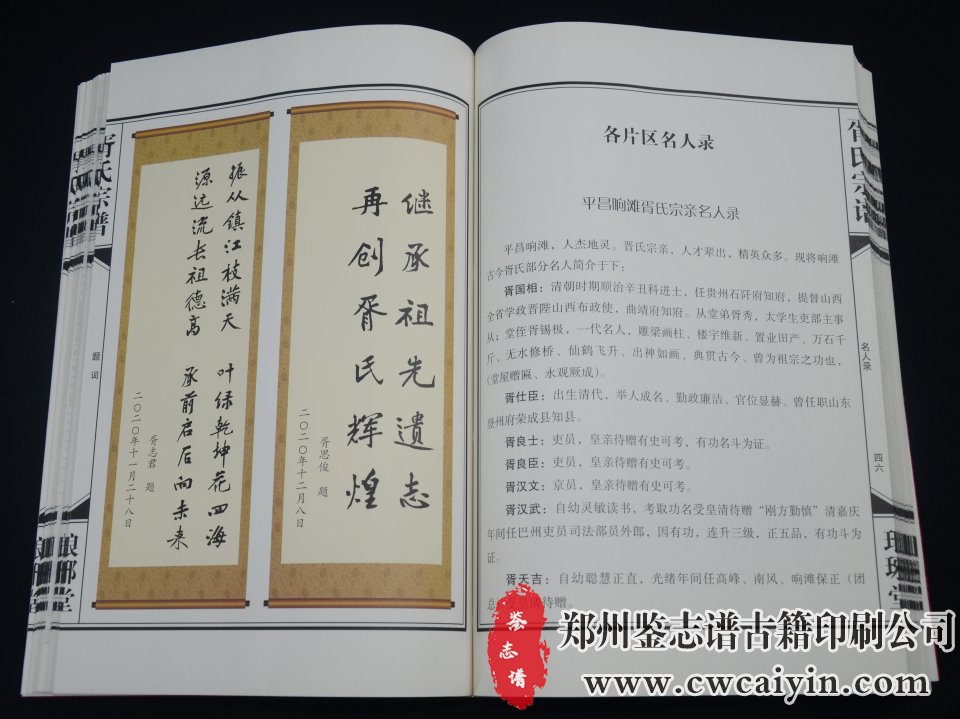 胥氏宗谱
题词
琅琊堂
振从镇江枝满天 叶绿乾坤花四海
源远流长祖德高 承前启后向未来
胥志君 题
二〇二〇年十一月二十八日
继承祖先遗志
再创胥氏辉煌
胥思俊 题
二〇二〇年十二月八日
各片区名人录
平昌响滩胥氏宗亲名人录
平昌响滩，人杰地灵。胥氏宗亲，人才辈出，精英众多。现将响滩
古今胥氏部分名人简介于下：
胥国相：清朝时期顺治辛丑科进士，任贵州石阡府知府，提督山西
全省学政晋陞山西布政使，曲靖府知府。从堂弟胥秀，太学生吏部主事
从；堂侄胥锡极，一代名人，雕梁画柱、楼宇维新、置业田产、万石千
斤，无水修桥、仙鹤飞升、出神如画、典贯古今、曾为祖宗之功也，
(堂屋赠匾、永观厥成)。
胥仕臣：出生清代，举人成名、勤政廉洁、官位显赫、曾任职山东
登州府荣成县知县。
胥良士：吏员，皇亲待赠有史可考，有功名斗为证。
胥良臣：吏员，皇亲待赠有史可考。
胥汉文：京员，皇亲待赠有史可考。
胥汉武：自幼灵敏读书，考取功名受皇清待赠“刚方勤慎”清嘉庆
年间任巴州吏员司法部员外郎，因有功，连升三级，正五品，有功斗为
证。
胥天吉：自幼聪慧正直，光绪年间任高峰、南风、响滩保正（团
总
清待赠。
胥氏宗谱
名人录
四六
琅琊堂
鉴志谱
郑州鉴志谱古籍印刷公司
www.cwcaiyin.com